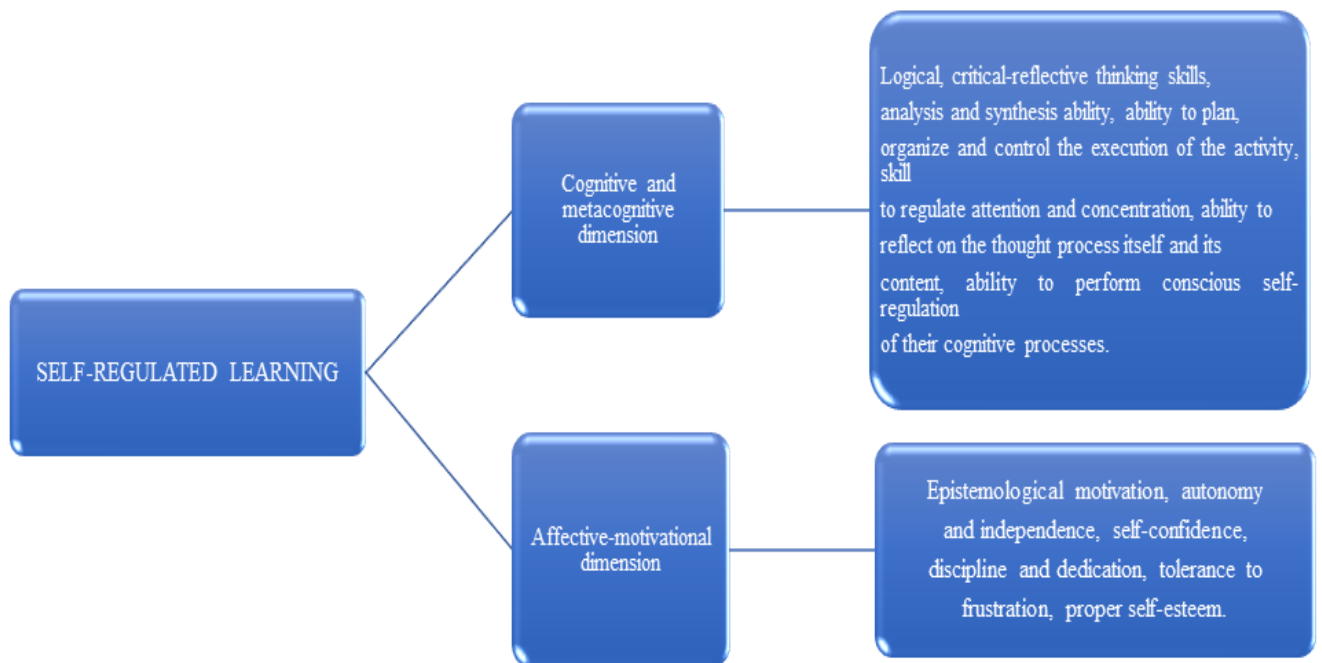 SELF-REGULATED LEARNING
Cognitive and
metacognitive
dimension
Logical, critical-reflective thinking skills,
analysis and synthesis ability, ability to plan,
organize and control the execution of the activity,
skill
to regulate attention and concentration, ability to
reflect on the thought process itself and its
content, ability to perform conscious self-
regulation
of their cognitive processes.
Affective-motivational
dimension
Epistemological motivation, autonomy
and independence, self-confidence,
discipline and dedication, tolerance to
frustration, proper self-esteem.